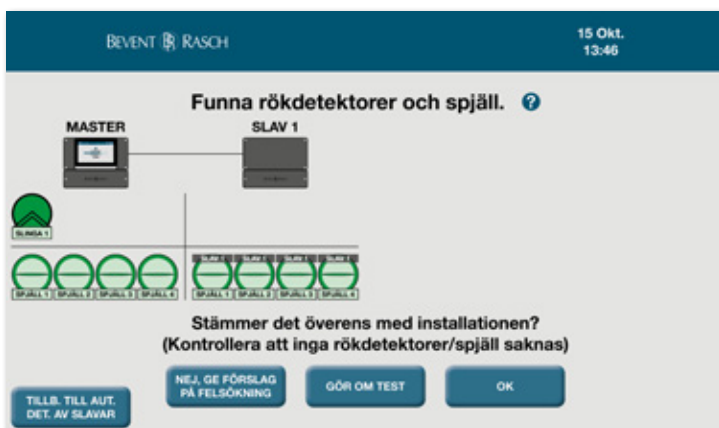 BEVENT RASCH
15 Okt.
13:46
Funna rökdetektorer och spjäll. ?
MASTER
SLAV 1
SLINGA 1
SLAV 1 SLAV 1 SLAV 1 SLAV 1
SPJÄLL 1 SPJÄLL 2 SPJÄLL 3 SPJÄLL 4
SPJÄLL 1 SPJÄLL 2 SPJÄLL 3 SPJÄLL 4
Stämmer det överens med installationen?
(Kontrollera att inga rökdetektorer/spjäll saknas)
TILLB. TILL AUT.
DET. AV SLAVAR
NEJ, GE FÖRSLAG
PÅ FELSÖKNING
GÖR OM TEST
OK